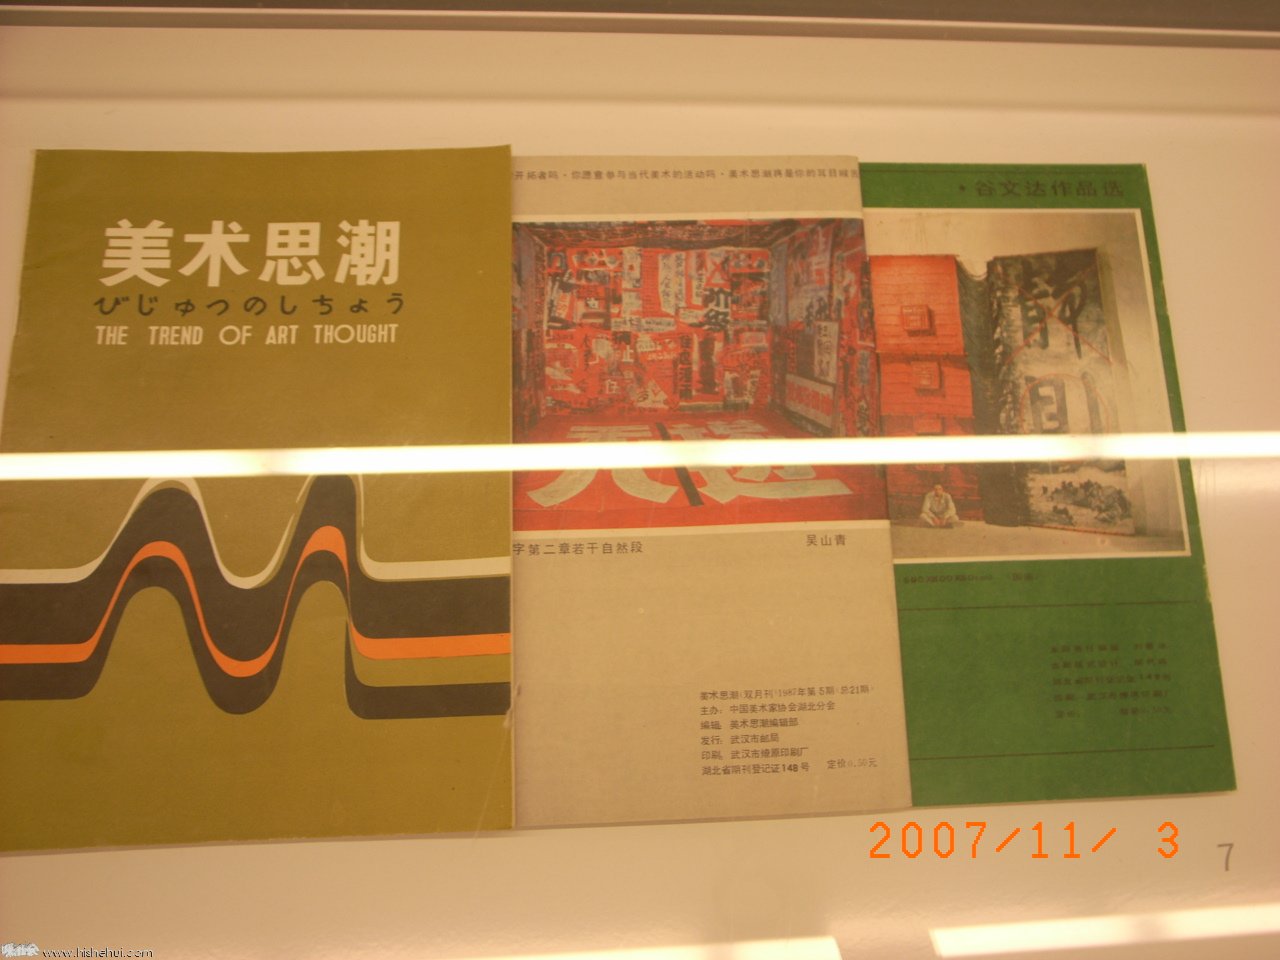 美术思潮
びじゅつのしちょう
THE TREND OF ART THOUGHT
开拓者吗·你愿意参与当代美术的活动吗·美术思潮将是你的耳目喉舌
字第二章若干自然段
吴山青
美术思潮(双月刊)1987年第5期(总21期)
主办：中国美术家协会湖北分会
编辑：美术思潮编辑部
发行：武汉市邮局
印刷：武汉市燎原印刷厂
湖北省期刊登记证148号 定价0.50元
·谷文达作品选
2007/11/ 3
7
www.hishehui.com